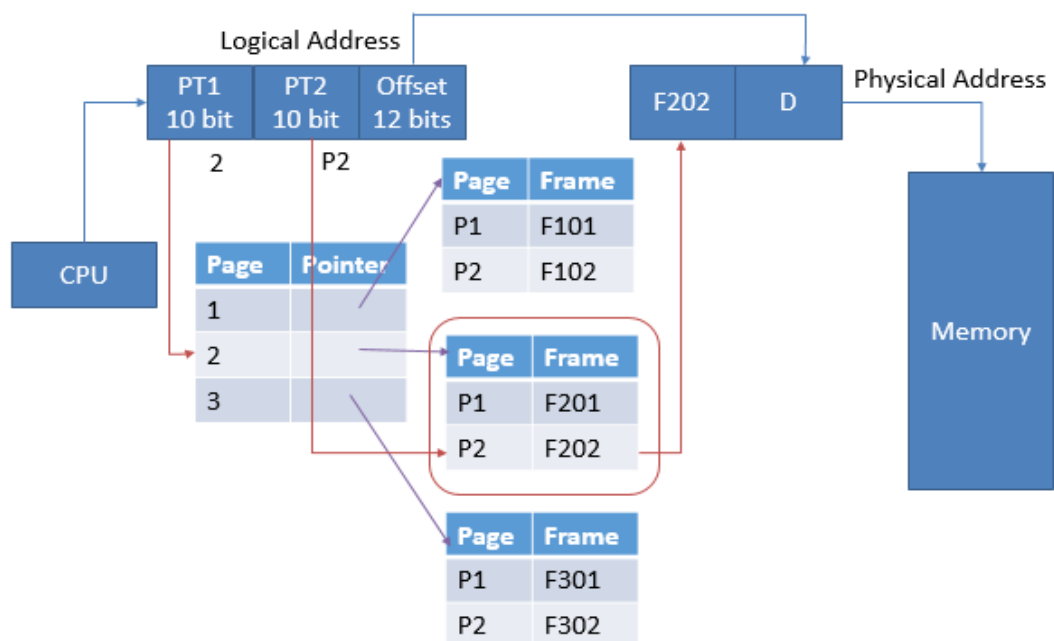 Logical Address
PT1
10 bit
PT2
10 bit
Offset
12 bits
F202
D
Physical Address
2
P2
CPU
Page Pointer
1
2
3
Page Frame
P1 F101
P2 F102
Page Frame
P1 F201
P2 F202
Page Frame
P1 F301
P2 F302
Memory